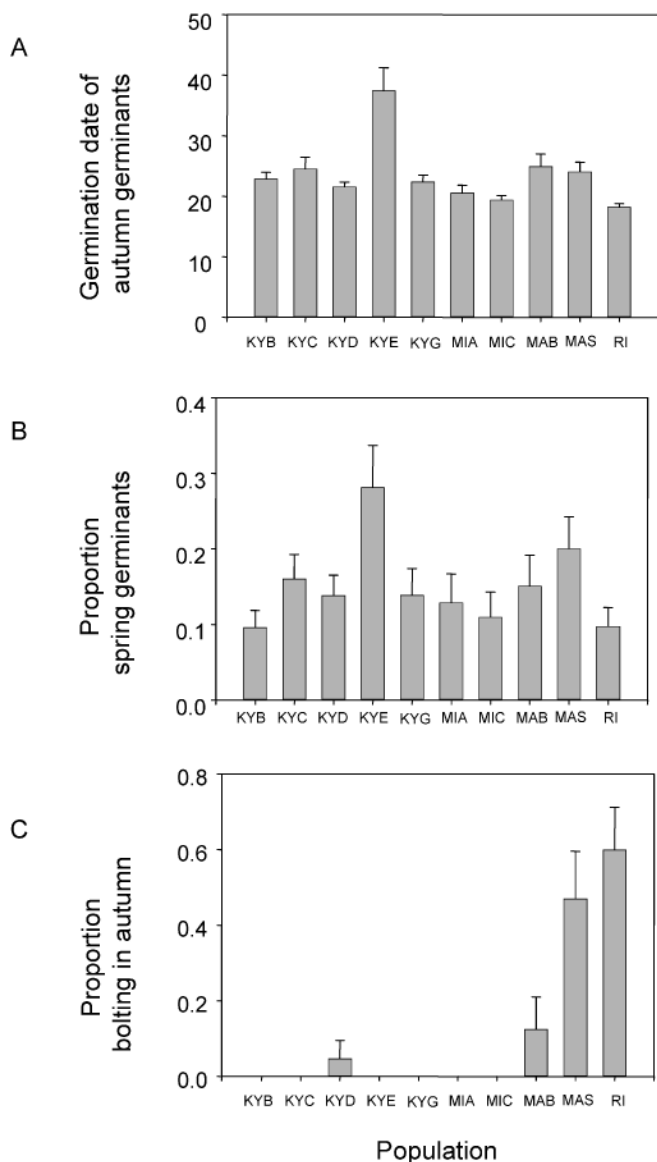 A
Germination date of
autumn germinants
50
40
30
20
10
0
KYB KYC KYD KYE KYG MIA MIC MAB MAS RI
B
Proportion
spring germinants
0.4
0.3
0.2
0.1
0.0
KYB KYC KYD KYE KYG MIA MIC MAB MAS RI
C
Proportion
bolting in autumn
0.8
0.6
0.4
0.2
0.0
KYB KYC KYD KYE KYG MIA MIC MAB MAS RI
Population